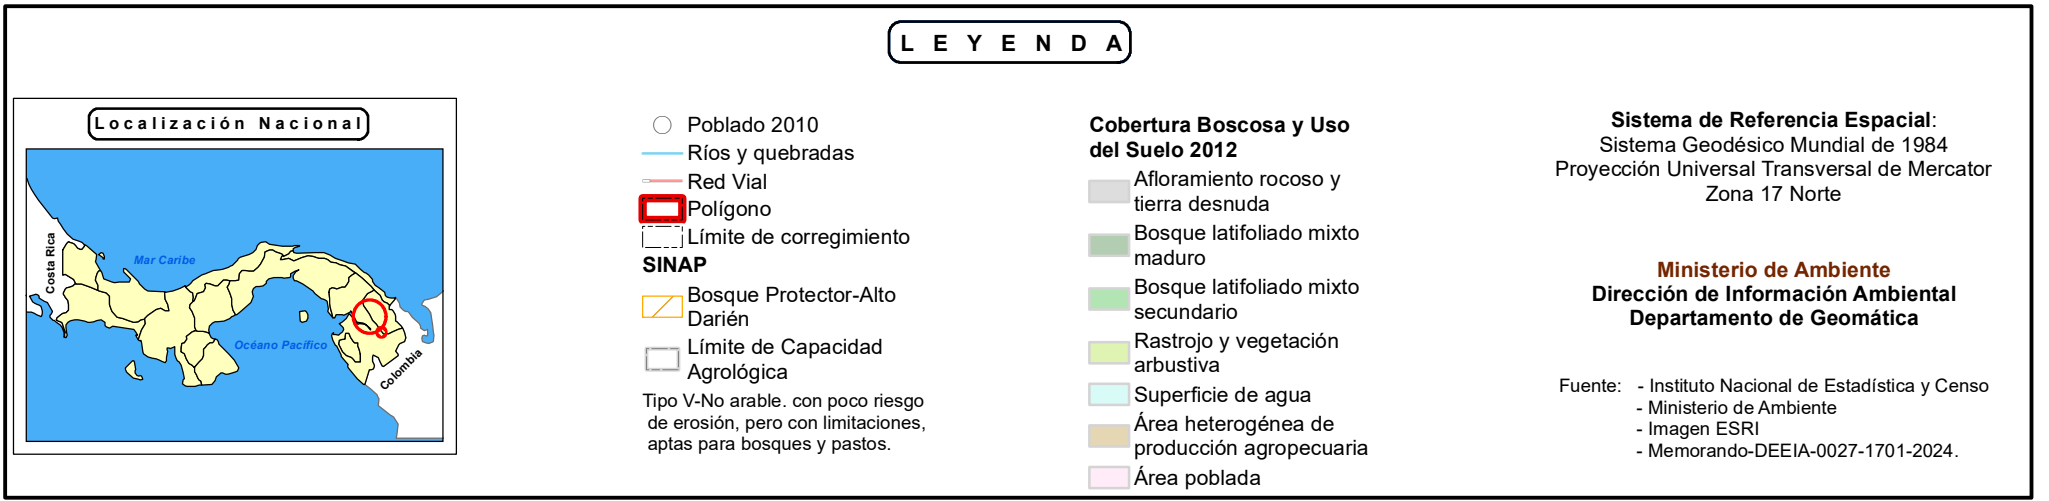 L E Y E N D A
Localización Nacional
Costa Rica
Mar Caribe
Océano Pacífico
Colombia
Poblado 2010
Ríos y quebradas
Red Vial
Polígono
Límite de corregimiento
SINAP
Bosque Protector-Alto
Darién
Límite de Capacidad
Agrológica
Tipo V-No arable. con poco riesgo
de erosión, pero con limitaciones,
aptas para bosques y pastos.
Cobertura Boscosa y Uso
del Suelo 2012
Afloramiento rocoso y
tierra desnuda
Bosque latifoliado mixto
maduro
Bosque latifoliado mixto
secundario
Rastrojo y vegetación
arbustiva
Superficie de agua
Área heterogénea de
producción agropecuaria
Área poblada
Sistema de Referencia Espacial:
Sistema Geodésico Mundial de 1984
Proyección Universal Transversal de Mercator
Zona 17 Norte
Ministerio de Ambiente
Dirección de Información Ambiental
Departamento de Geomática
Fuente: - Instituto Nacional de Estadística y Censo
- Ministerio de Ambiente
- Imagen ESRI
- Memorando-DEEIA-0027-1701-2024.